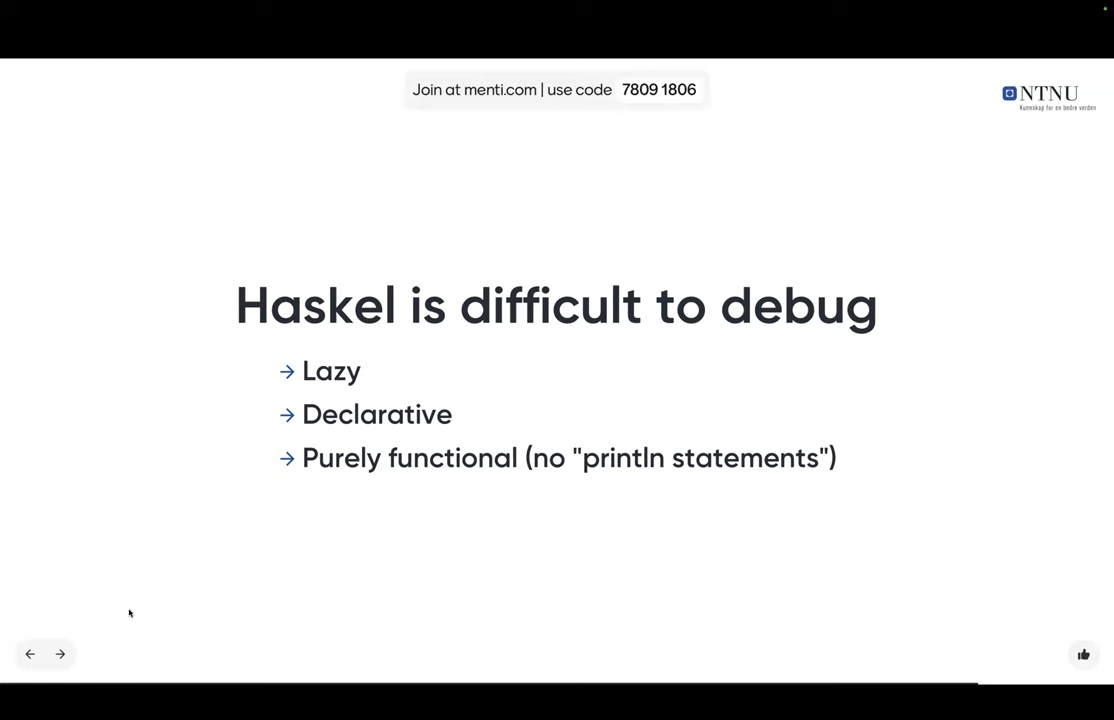 Join at menti.com | use code 7809 1806
NTNU
Kunnskap for en bedre verden
Haskel is difficult to debug
→ Lazy
→ Declarative
→ Purely functional (no "println statements")